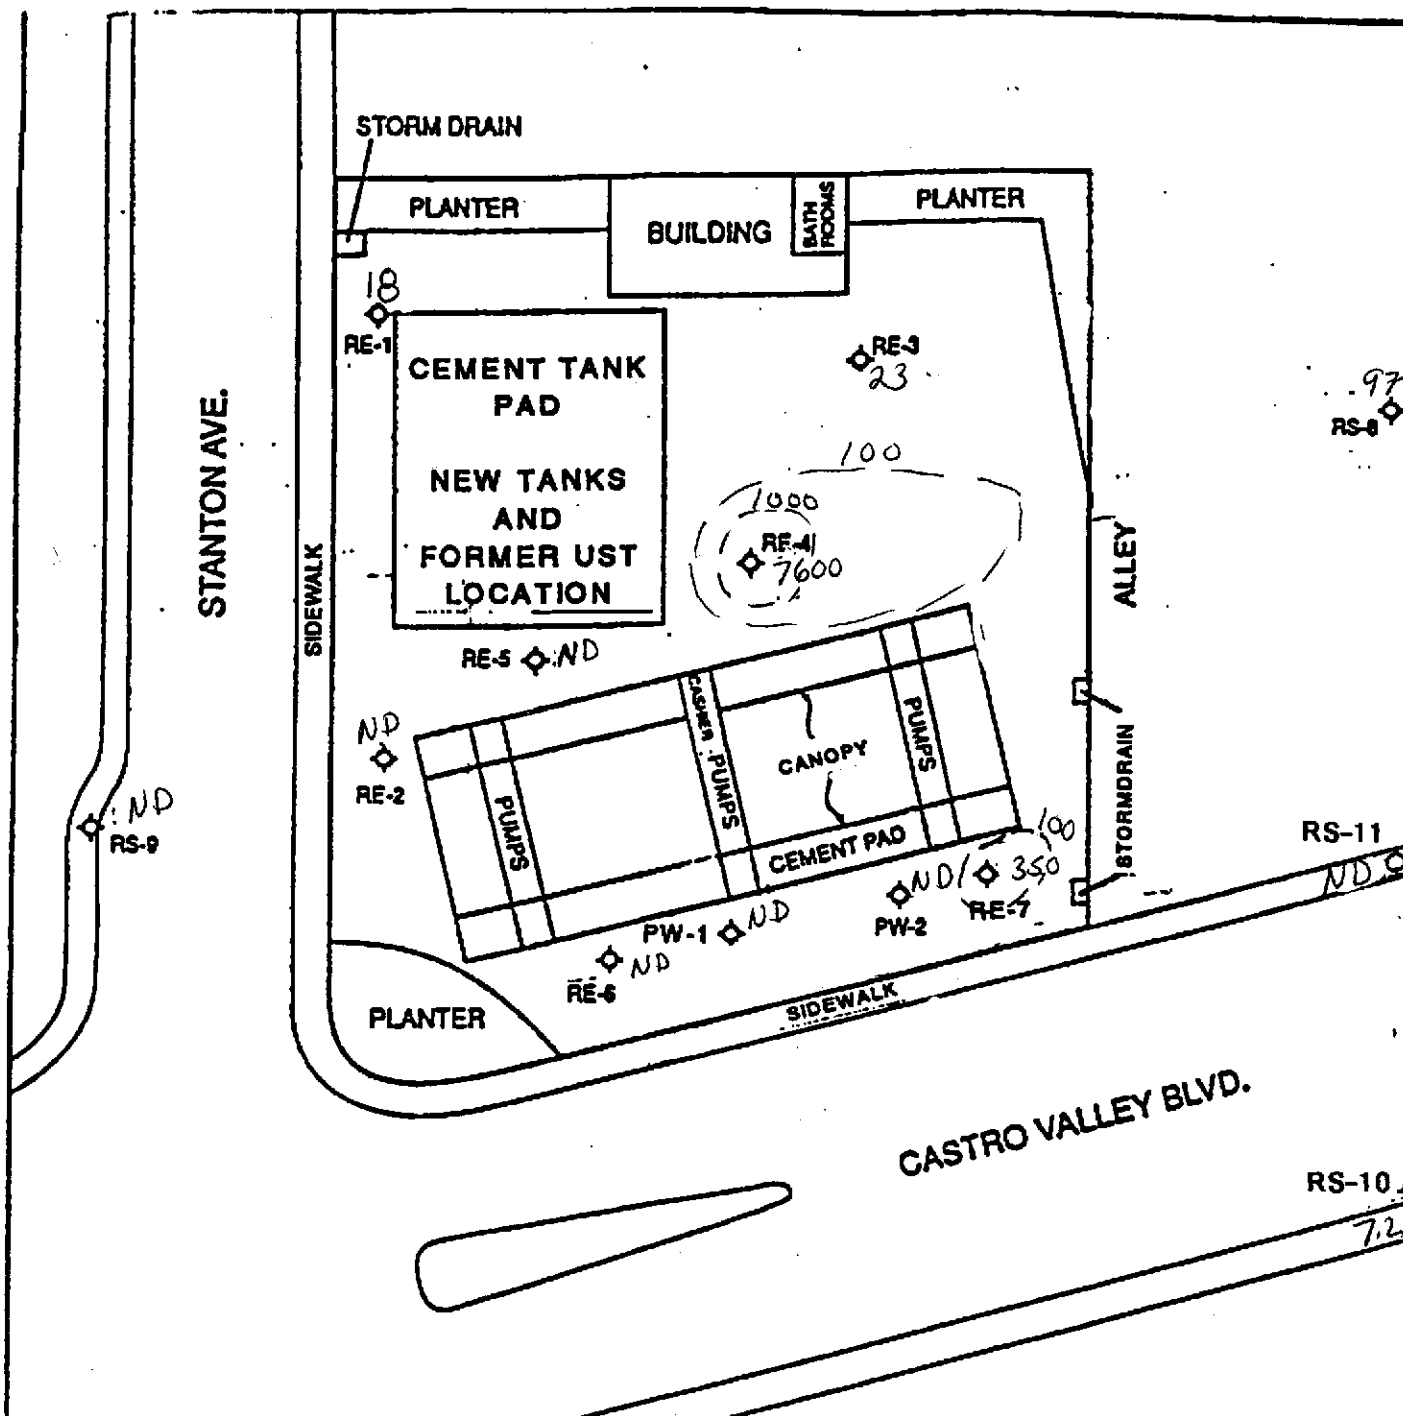 STORM DRAIN
PLANTER
BUILDING
BATH
ROOMS
PLANTER
18
RE-1
CEMENT TANK
PAD
NEW TANKS
AND
FORMER UST
LOCATION
RE-3
23
97
RS-8
STANTON AVE.
SIDEWALK
100
1000
RE-4
7600
ALLEY
RE-5
ND
ND
RE-2
ND
RS-9
PUMPS
CASHIER
PUMPS
CANOPY
PUMPS
CEMENT PAD
STORMDRAIN
100
350
RE-7
ND
PW-2
PW-1
ND
ND
RE-6
RS-11
ND
PLANTER
SIDEWALK
CASTRO VALLEY BLVD.
RS-10
7.2